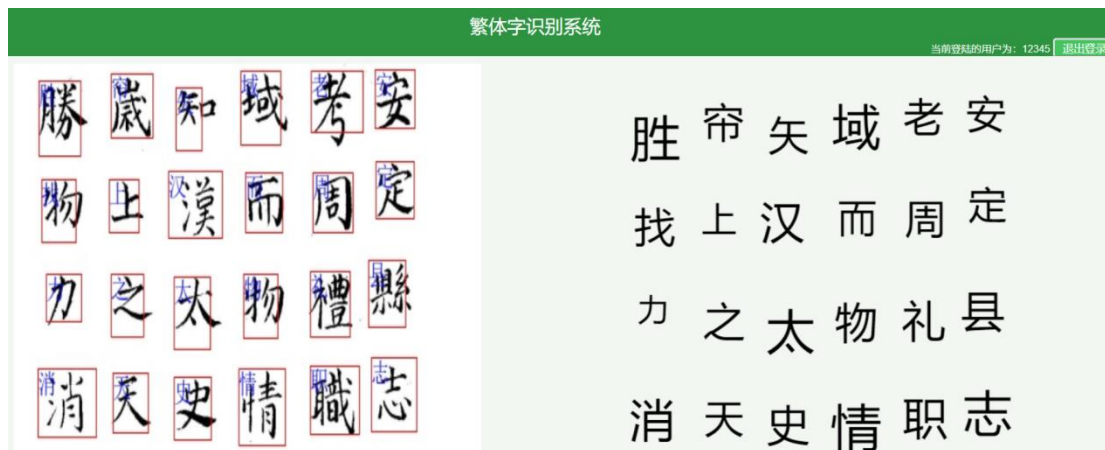 繁体字识别系统
当前登陆的用户为：12345 退出登录
勝 歳 知 域 考 安
物 上 漢 而 周 定
力 之 太 物 禮 縣
消 天 史 情 職 志
胜 帘 矢 域 老 安
找 上 汉 而 周 定
力 之 太 物 礼 县
消 天 史 情 职 志